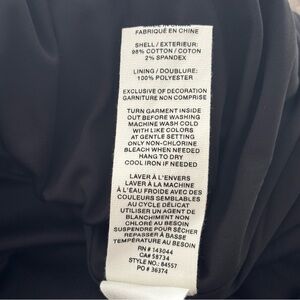 MADE IN CHINA
FABRIQUÉ EN CHINE
SHELL / EXTERIEUR:
98% COTTON / COTON
2% SPANDEX
LINING / DOUBLURE:
100% POLYESTER
EXCLUSIVE OF DECORATION
GARNITURE NON COMPRISE
TURN GARMENT INSIDE
OUT BEFORE WASHING
MACHINE WASH COLD
WITH LIKE COLORS
AT GENTLE SETTING
ONLY NON-CHLORINE
BLEACH WHEN NEEDED
HANG TO DRY
COOL IRON IF NEEDED
LAVER À L'ENVERS
LAVER À LA MACHINE
À L'EAU FROIDE AVEC DES
COULEURS SEMBLABLES
AU CYCLE DÉLICAT
UTILISER UN AGENT DE
BLANCHIMENT NON
CHLORÉ AU BESOIN
SUSPENDRE POUR SÉCHER
REPASSER À BASSE
TEMPÉRATURE AU BESOIN
RN# 143044
CA# 58734
STYLE NO.: 84557
PO # 36374